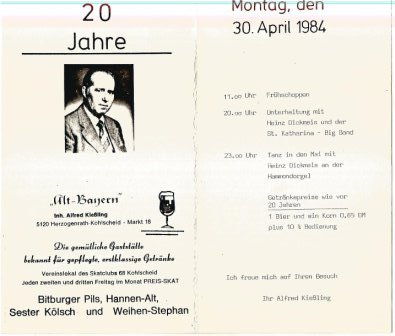 20
Jahre
„Alt-Bayern"
Inh. Alfred Kießling
5120 Herzogenrath-Kohlscheid - Markt 18
Die gemütliche Gaststätte
bekannt für gepflegte, erstklassige Getränke
Vereinslokal des Skatclubs 68 Kohlscheid
Jeden zweiten und dritten Freitag im Monat PREIS-SKAT
Bitburger Pils, Hannen-Alt,
Sester Kölsch und Weihen-Stephan
Montag, den
30. April 1984
11.00 Uhr Frühschoppen
20.00 Uhr Unterhaltung mit
Heinz Dickmeis und der
St. Katharina - Big Band
23.00 Uhr Tanz in den Mai mit
Heinz Dickmeis an der
Hammondorgel
Getränkepreise wie vor
20 Jahren
1 Bier und ein Korn 0,65 DM
plus 10 % Bedienung
Ich freue mich auf Ihren Besuch
Ihr Alfred Kießling